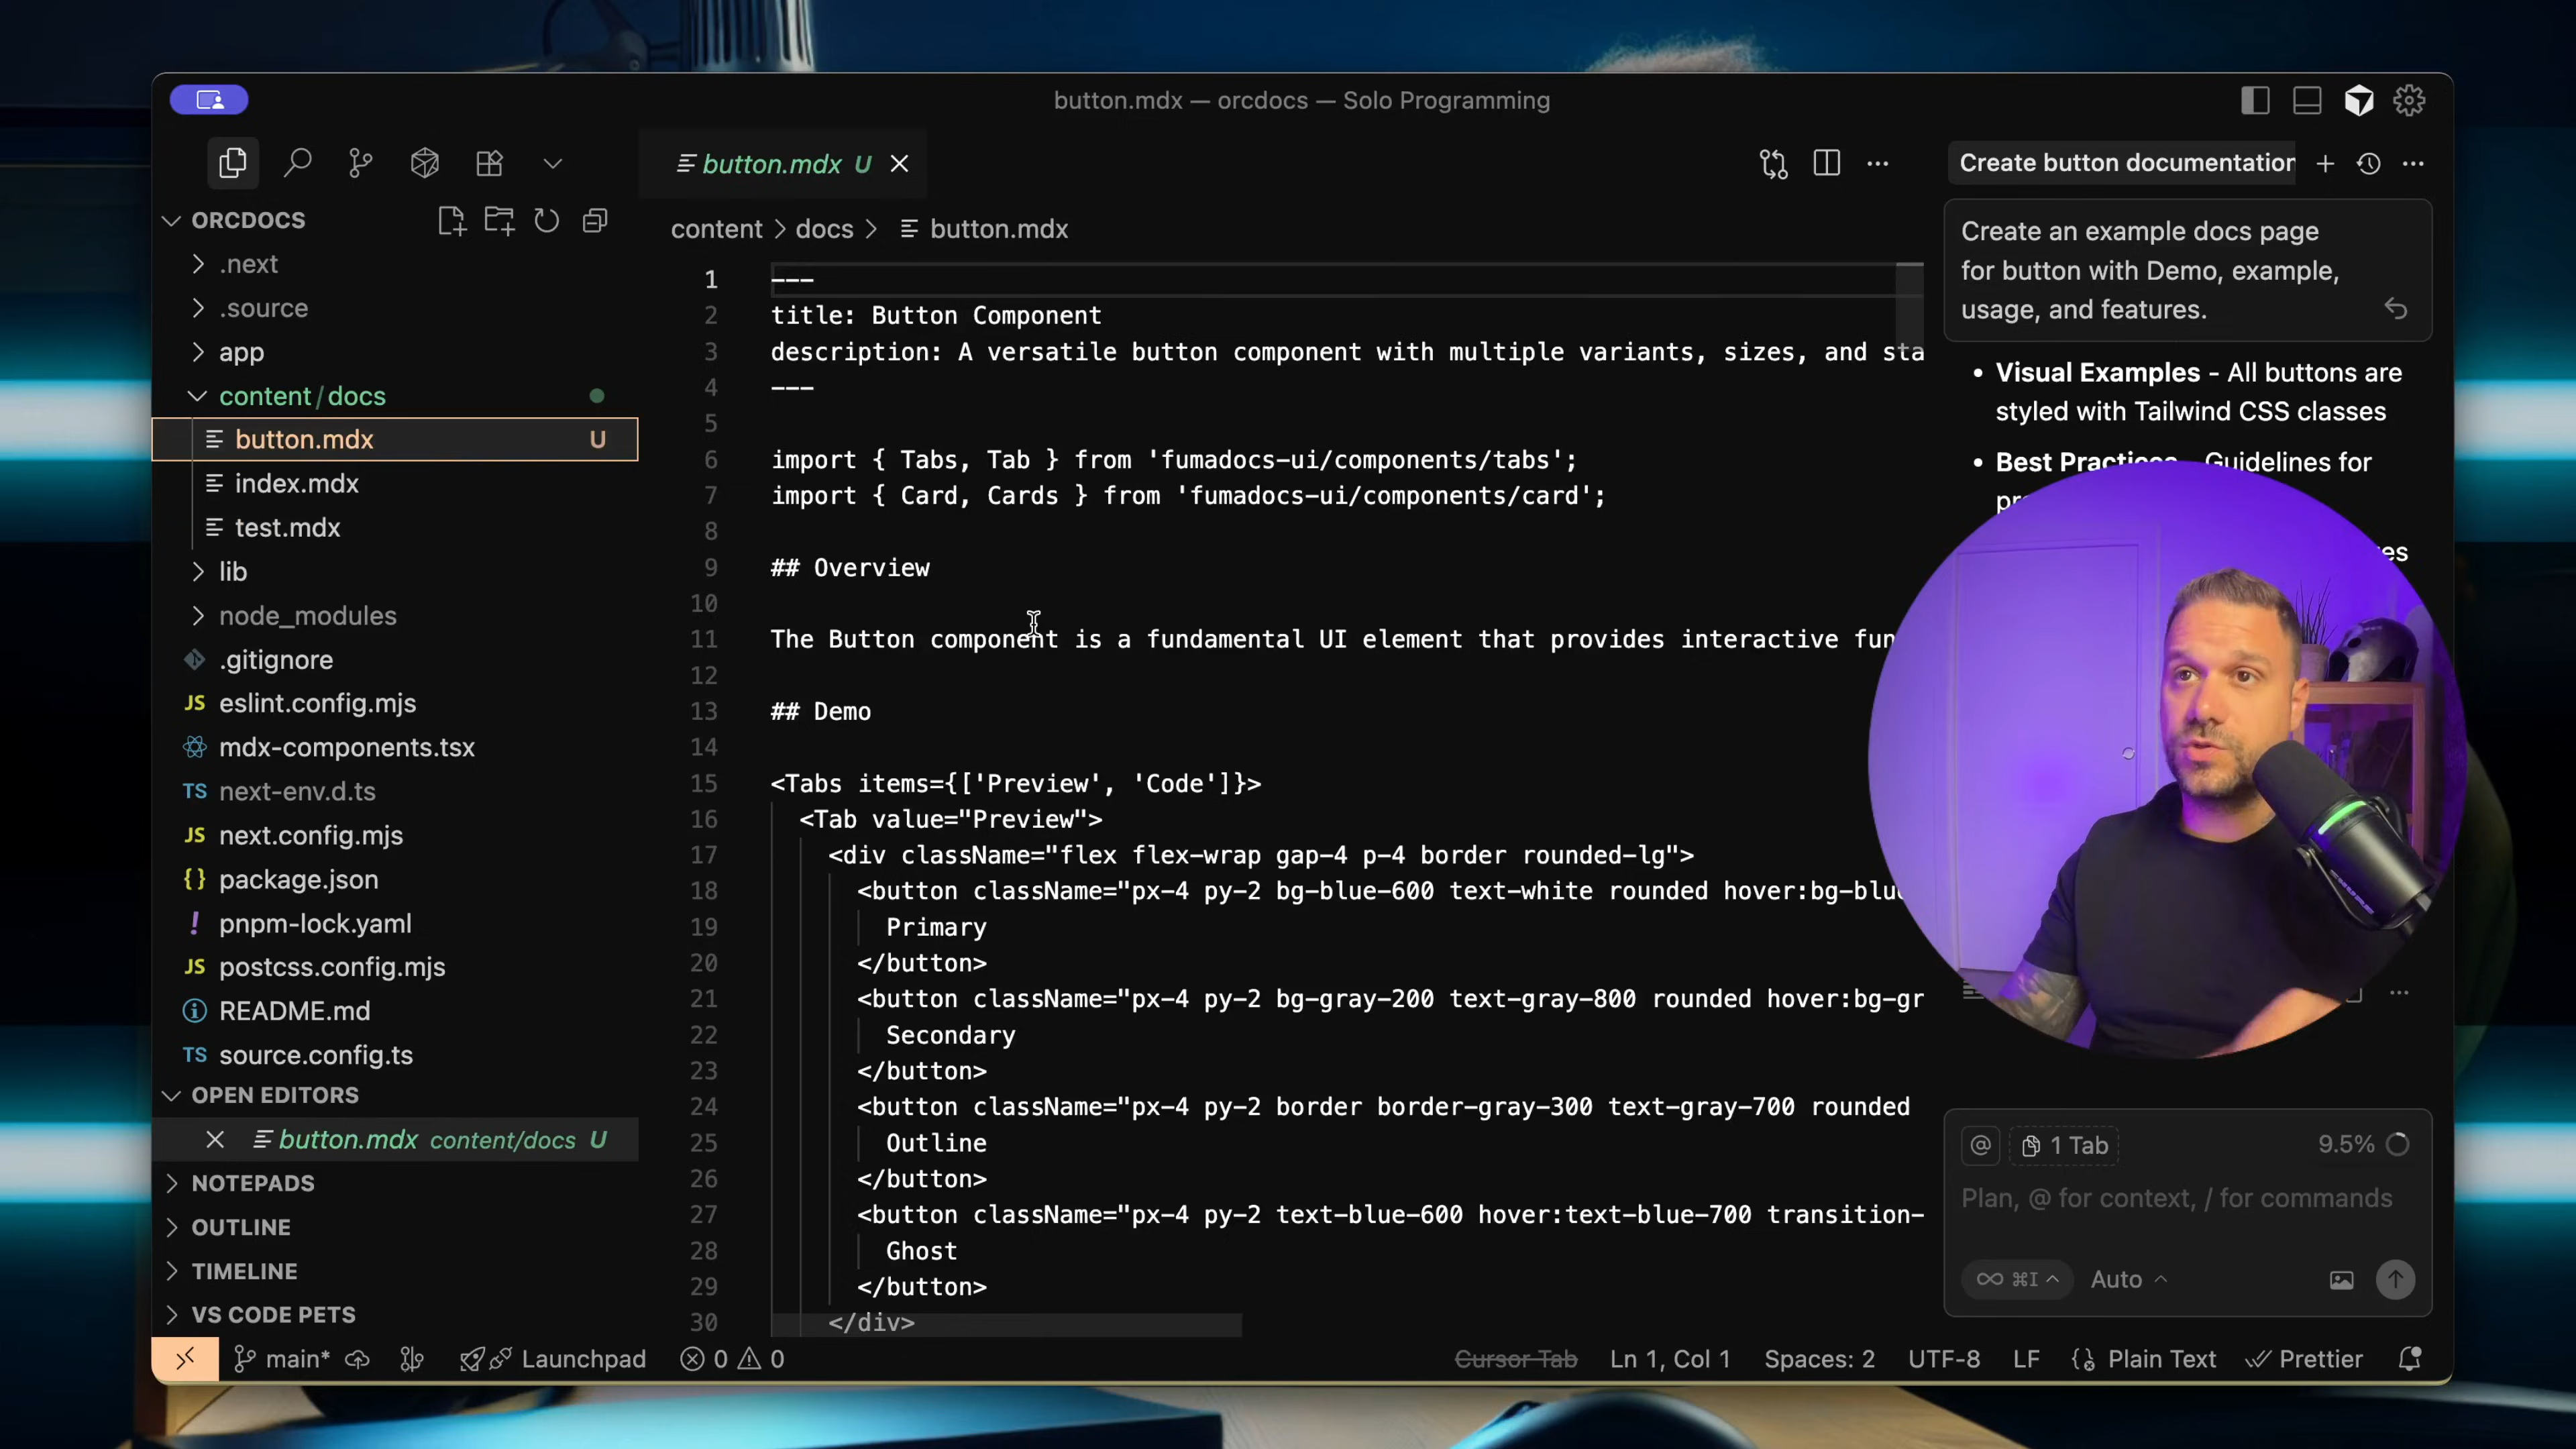 button.mdx — orcdocs — Solo Programming
ORCDOCS
.next
.source
app
content/docs
button.mdx U
index.mdx
test.mdx
lib
node_modules
.gitignore
JS eslint.config.mjs
mdx-components.tsx
TS next-env.d.ts
JS next.config.mjs
{} package.json
! pnpm-lock.yaml
JS postcss.config.mjs
README.md
TS source.config.ts
OPEN EDITORS
button.mdx content/docs U
NOTEPADS
OUTLINE
TIMELINE
VS CODE PETS
button.mdx U
content > docs > button.mdx
1 ---
2 title: Button Component
3 description: A versatile button component with multiple variants, sizes, and sta
4 ---
5
6 import { Tabs, Tab } from 'fumadocs-ui/components/tabs';
7 import { Card, Cards } from 'fumadocs-ui/components/card';
8
9 ## Overview
10
11 The Button component is a fundamental UI element that provides interactive fun
12
13 ## Demo
14
15 <Tabs items={['Preview', 'Code']}>
16 <Tab value="Preview">
17 <div className="flex flex-wrap gap-4 p-4 border rounded-lg">
18 <button className="px-4 py-2 bg-blue-600 text-white rounded hover:bg-blu
19 Primary
20 </button>
21 <button className="px-4 py-2 bg-gray-200 text-gray-800 rounded hover:bg-gr
22 Secondary
23 </button>
24 <button className="px-4 py-2 border border-gray-300 text-gray-700 rounded
25 Outline
26 </button>
27 <button className="px-4 py-2 text-blue-600 hover:text-blue-700 transition-
28 Ghost
29 </button>
30 </div>
Create button documentation
Create an example docs page
for button with Demo, example,
usage, and features.
• Visual Examples - All buttons are
styled with Tailwind CSS classes
• Best Practices - Guidelines for
@ 1 Tab 9.5%
Plan, @ for context, / for commands
⌘I Auto
main* Launchpad 0 0 Cursor Tab Ln 1, Col 1 Spaces: 2 UTF-8 LF Plain Text Prettier